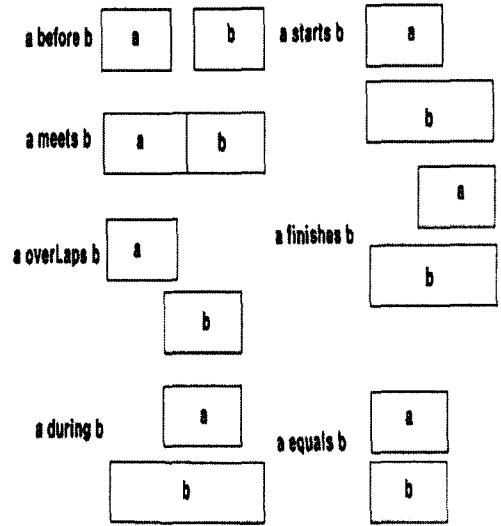 a before b a b
a meets b a b
a overLaps b a
b
a during b a
b
a starts b a
b
a finishes b a
b
a equals b a
b